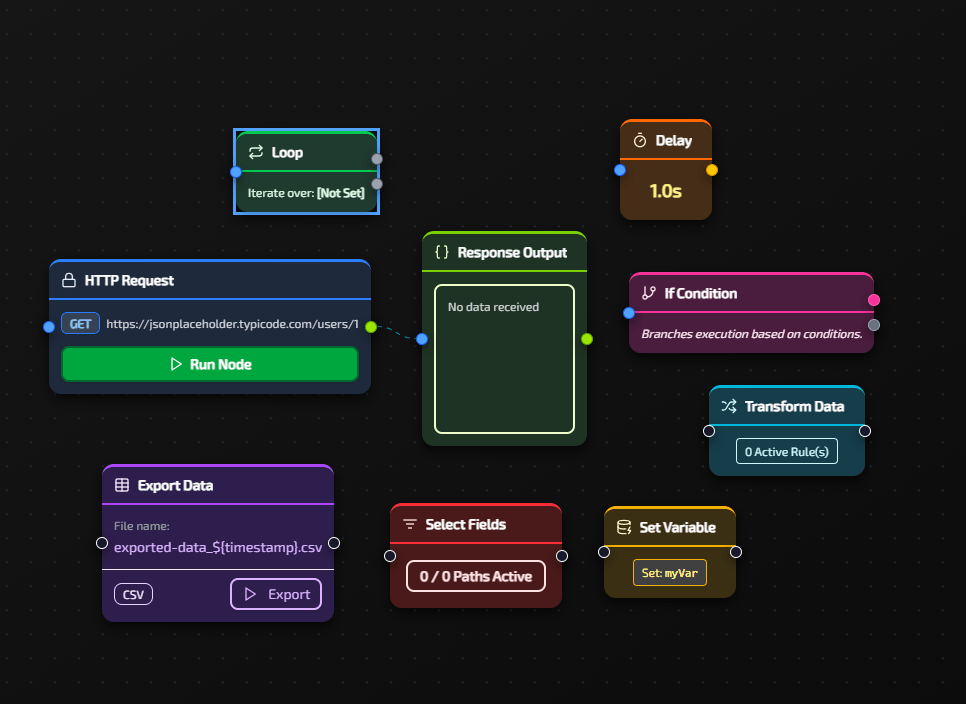 Loop
Iterate over: [Not Set]
Delay
1.0s
Response Output
No data received
HTTP Request
GET https://jsonplaceholder.typicode.com/users/1
Run Node
If Condition
Branches execution based on conditions.
Transform Data
0 Active Rule(s)
Export Data
File name:
exported-data_${timestamp}.csv
CSV
Export
Select Fields
0 / 0 Paths Active
Set Variable
Set: myVar